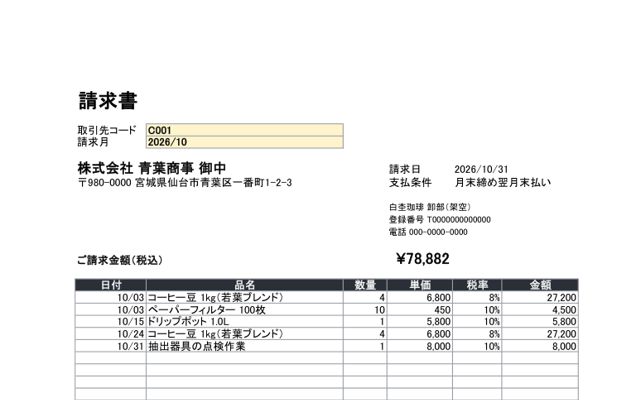 請求書
取引先コード C001
請求月 2026/10
株式会社 青葉商事 御中
〒980-0000 宮城県仙台市青葉区一番町1-2-3
請求日 2026/10/31
支払条件 月末締め翌月末払い
白杢珈琲 卸部（架空）
登録番号 T0000000000000
電話 000-0000-0000
ご請求金額（税込） ¥78,882
日付 品名 数量 単価 税率 金額
10/03 コーヒー豆 1kg（若葉ブレンド） 4 6,800 8% 27,200
10/03 ペーパーフィルター 100枚 10 450 10% 4,500
10/15 ドリップポット 1.0L 1 5,800 10% 5,800
10/24 コーヒー豆 1kg（若葉ブレンド） 4 6,800 8% 27,200
10/31 抽出器具の点検作業 1 8,000 10% 8,000